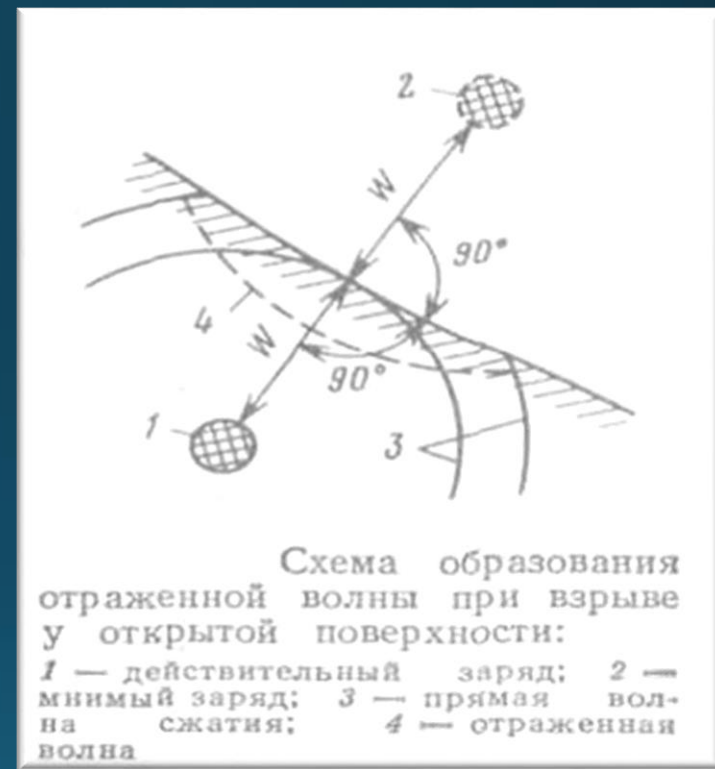 2
W
90°
4
W
90°
1
3
Схема образования
отраженной волны при взрыве
у открытой поверхности:
1 — действительный заряд; 2 —
мнимый заряд; 3 — прямая вол-
на сжатия; 4 — отраженная
волна